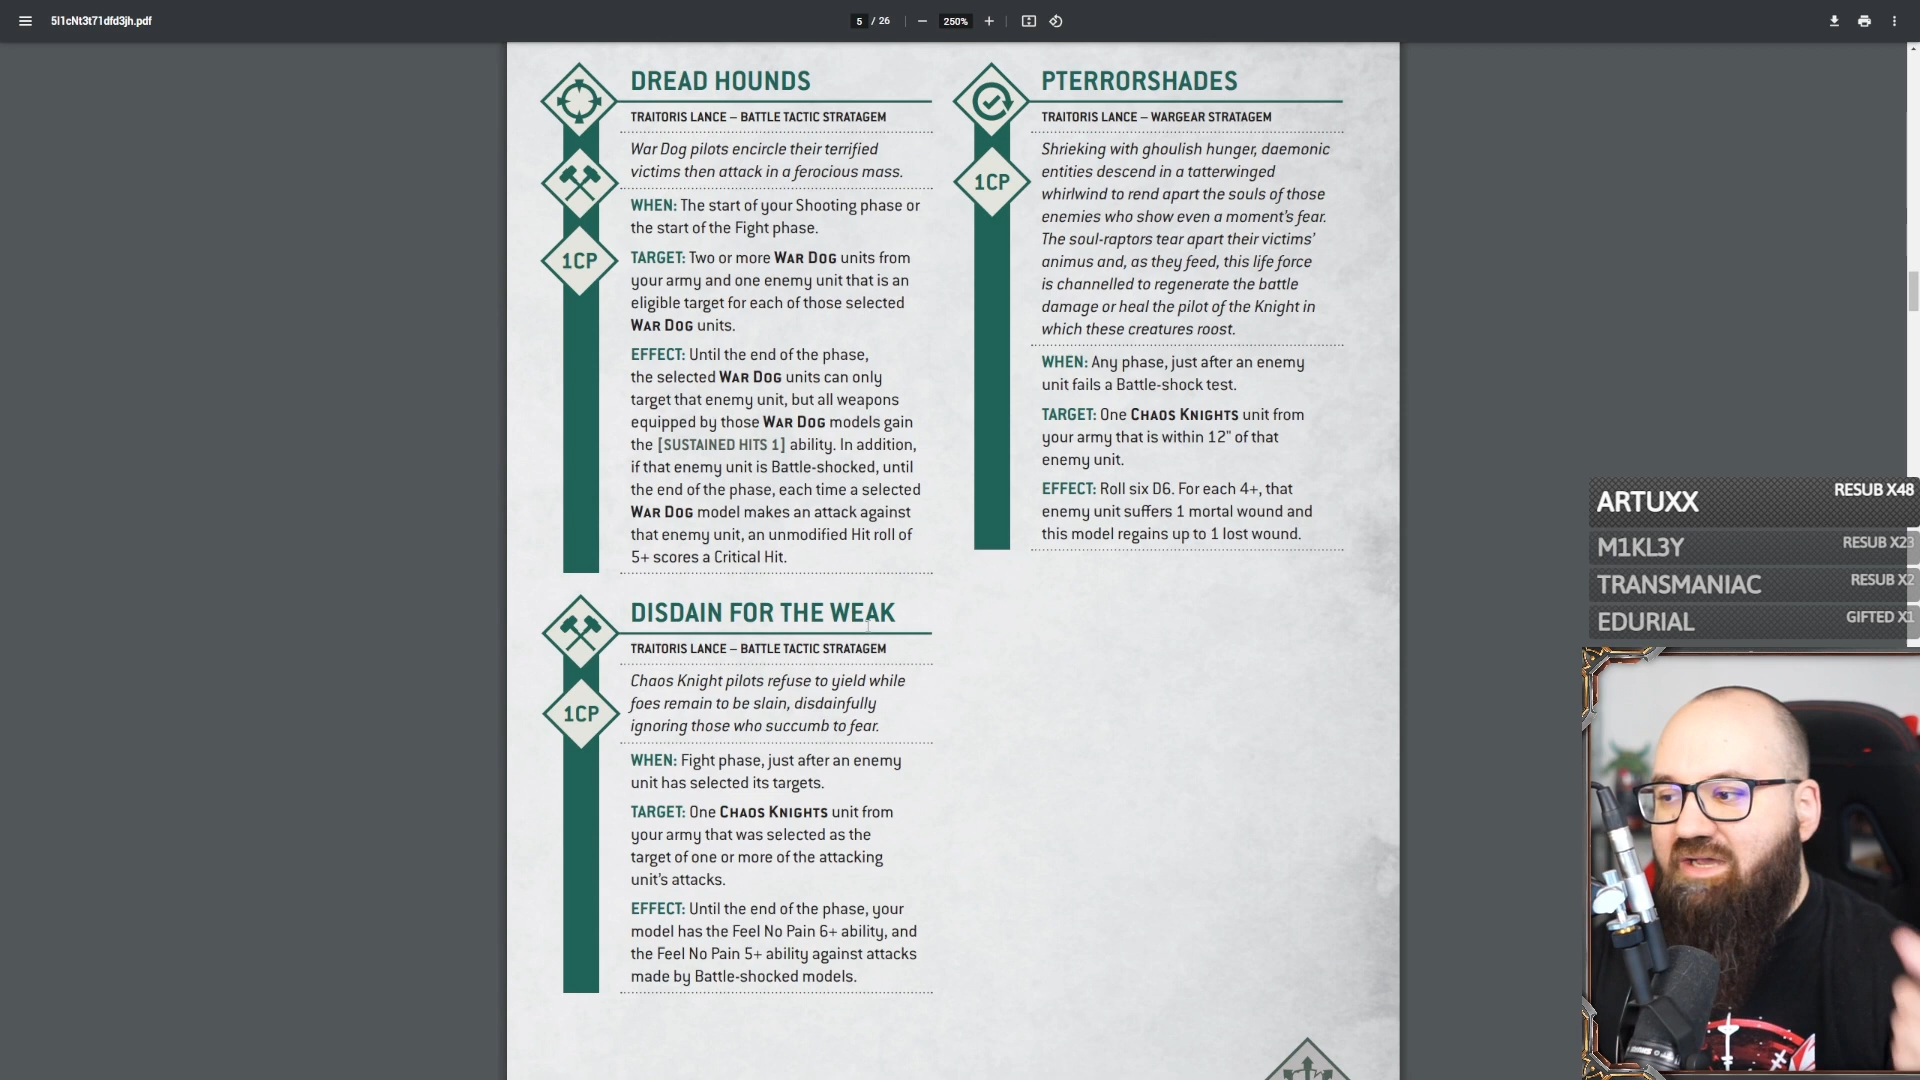 5l1cNt3t71dfd3jh.pdf
5 / 26
250%
DREAD HOUNDS
TRAITORIS LANCE – BATTLE TACTIC STRATAGEM
War Dog pilots encircle their terrified
victims then attack in a ferocious mass.
WHEN: The start of your Shooting phase or
the start of the Fight phase.
1CP
TARGET: Two or more WAR DOG units from
your army and one enemy unit that is an
eligible target for each of those selected
WAR DOG units.
EFFECT: Until the end of the phase,
the selected WAR DOG units can only
target that enemy unit, but all weapons
equipped by those WAR DOG models gain
the [SUSTAINED HITS 1] ability. In addition,
if that enemy unit is Battle-shocked, until
the end of the phase, each time a selected
WAR DOG model makes an attack against
that enemy unit, an unmodified Hit roll of
5+ scores a Critical Hit.
DISDAIN FOR THE WEAK
TRAITORIS LANCE – BATTLE TACTIC STRATAGEM
Chaos Knight pilots refuse to yield while
foes remain to be slain, disdainfully
ignoring those who succumb to fear.
1CP
WHEN: Fight phase, just after an enemy
unit has selected its targets.
TARGET: One CHAOS KNIGHTS unit from
your army that was selected as the
target of one or more of the attacking
unit's attacks.
EFFECT: Until the end of the phase, your
model has the Feel No Pain 6+ ability, and
the Feel No Pain 5+ ability against attacks
made by Battle-shocked models.
PTERRORSHADES
TRAITORIS LANCE – WARGEAR STRATAGEM
1CP
Shrieking with ghoulish hunger, daemonic
entities descend in a tatterwinged
whirlwind to rend apart the souls of those
enemies who show even a moment's fear.
The soul-raptors tear apart their victims'
animus and, as they feed, this life force
is channelled to regenerate the battle
damage or heal the pilot of the Knight in
which these creatures roost.
WHEN: Any phase, just after an enemy
unit fails a Battle-shock test.
TARGET: One CHAOS KNIGHTS unit from
your army that is within 12" of that
enemy unit.
EFFECT: Roll six D6. For each 4+, that
enemy unit suffers 1 mortal wound and
this model regains up to 1 lost wound.
ARTUXX RESUB X48
M1KL3Y RESUB X23
TRANSMANIAC RESUB X2
EDURIAL GIFTED X1